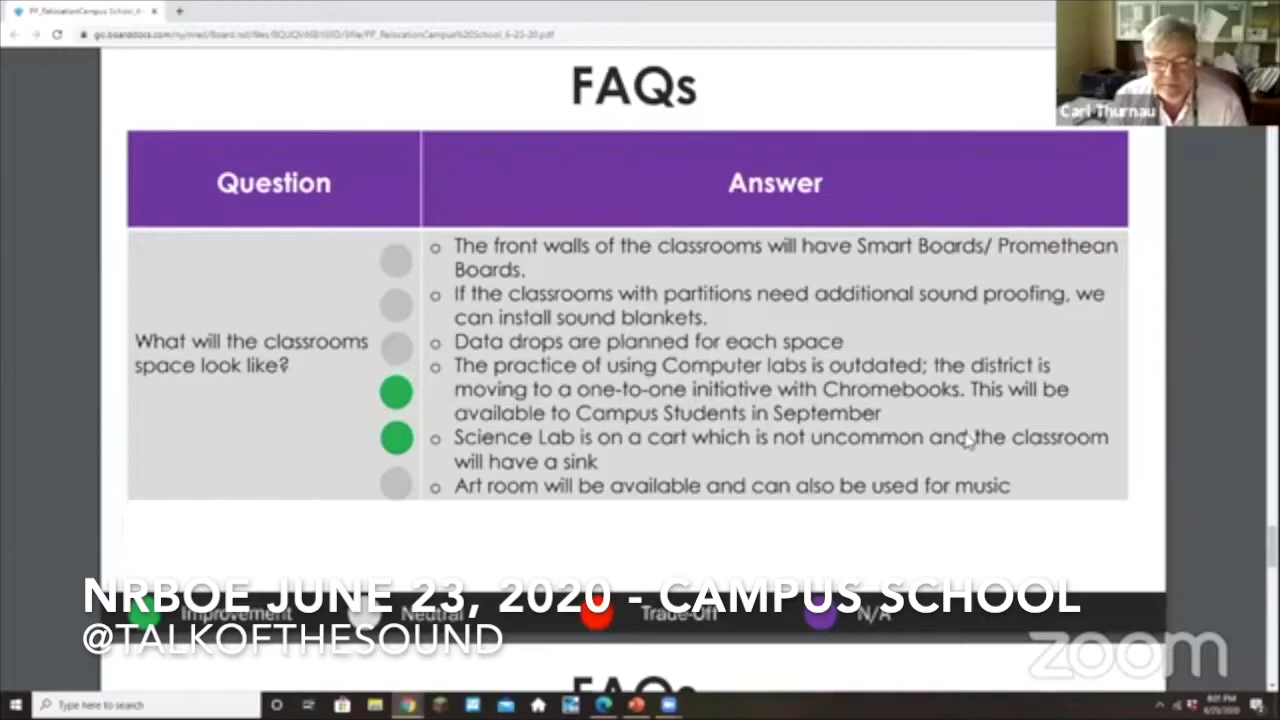 PP_RelocationCampus School_6-
FAQs
Carl Thurnau
Question
Answer
What will the classrooms
space look like?
o The front walls of the classrooms will have Smart Boards/ Promethean
Boards.
o If the classrooms with partitions need additional sound proofing, we
can install sound blankets.
o Data drops are planned for each space
o The practice of using Computer labs is outdated; the district is
moving to a one-to-one initiative with Chromebooks. This will be
available to Campus Students in September
o Science Lab is on a cart which is not uncommon and the classroom
will have a sink
o Art room will be available and can also be used for music
NRBOE JUNE 23, 2020 - CAMPUS SCHOOL
Improvement
Neutral
Trade-Off
N/A
@TALKOFTHESOUND
zoom
FAQs
Type here to search